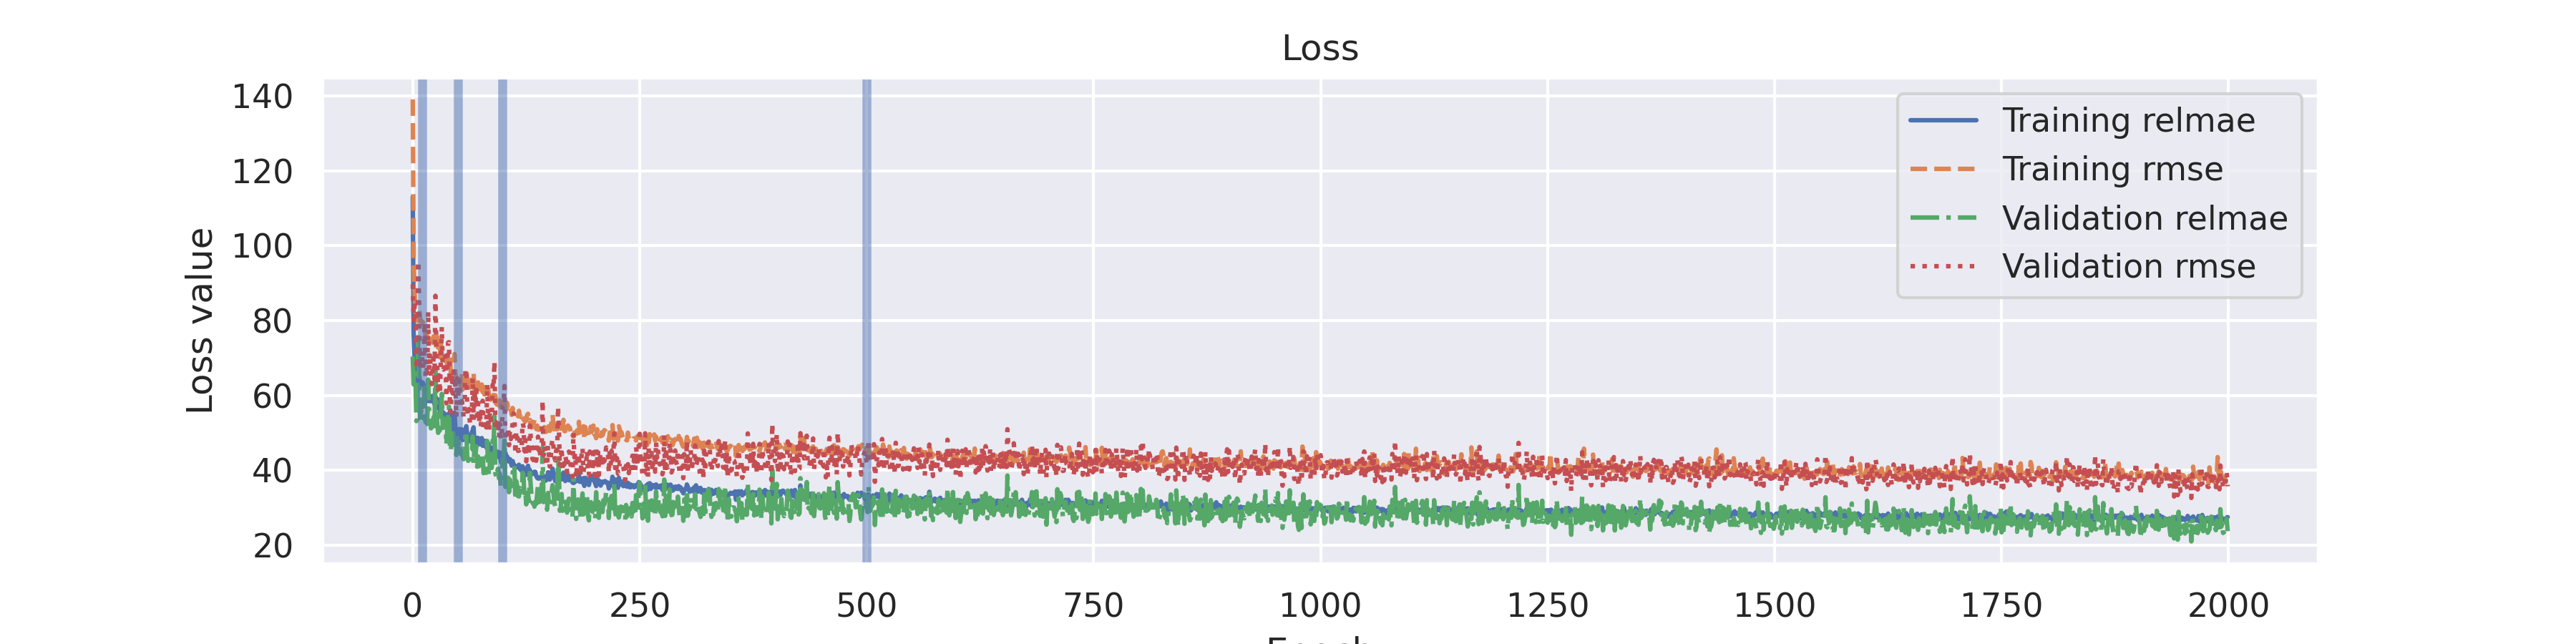 Loss
Loss value
140
120
100
80
60
40
20
0 250 500 750 1000 1250 1500 1750 2000
Training relmae
Training rmse
Validation relmae
Validation rmse